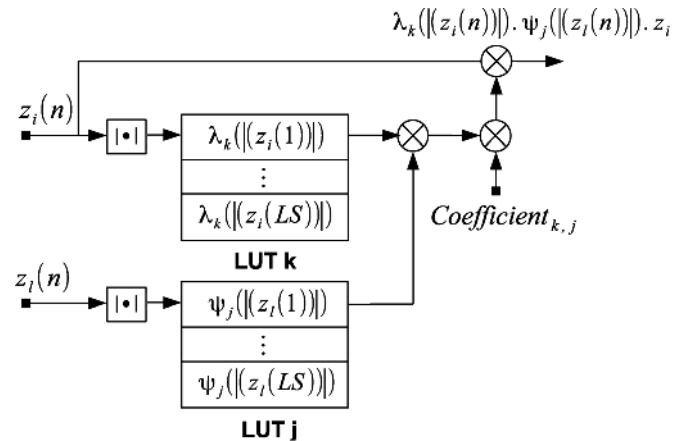 λ_k(|(z_i(n))|). ψ_j(|(z_l(n))|). z_i
z_i(n)
|•|
λ_k(|(z_i(1))|)
⋮
λ_k(|(z_i(LS))|)
LUT k
Coefficient_{k,j}
z_l(n)
|•|
ψ_j(|(z_l(1))|)
⋮
ψ_j(|(z_l(LS))|)
LUT j